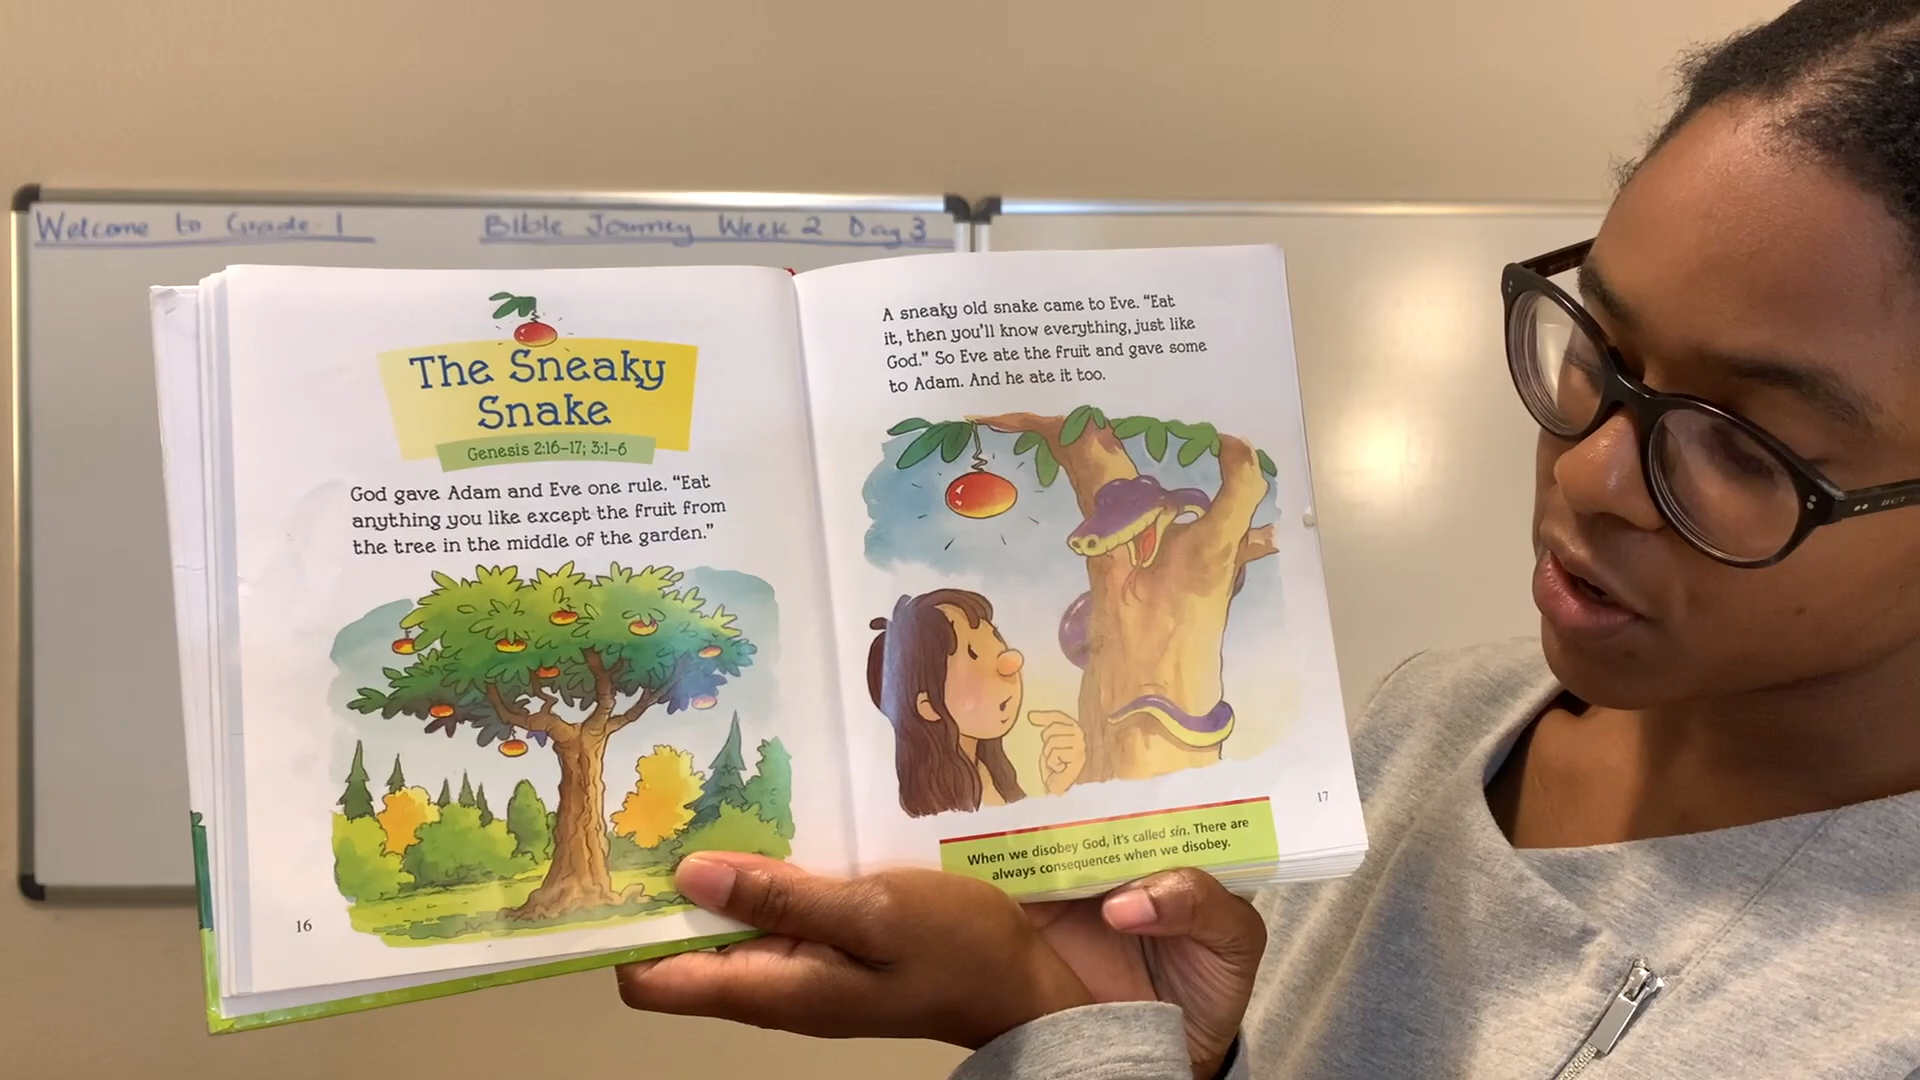 Welcome to Grade 1
Bible Journey Week 2 Day 3
The Sneaky
Snake
Genesis 2:16–17; 3:1–6
God gave Adam and Eve one rule. “Eat
anything you like except the fruit from
the tree in the middle of the garden.”
16
A sneaky old snake came to Eve. “Eat
it, then you’ll know everything, just like
God.” So Eve ate the fruit and gave some
to Adam. And he ate it too.
17
When we disobey God, it’s called sin. There are
always consequences when we disobey.